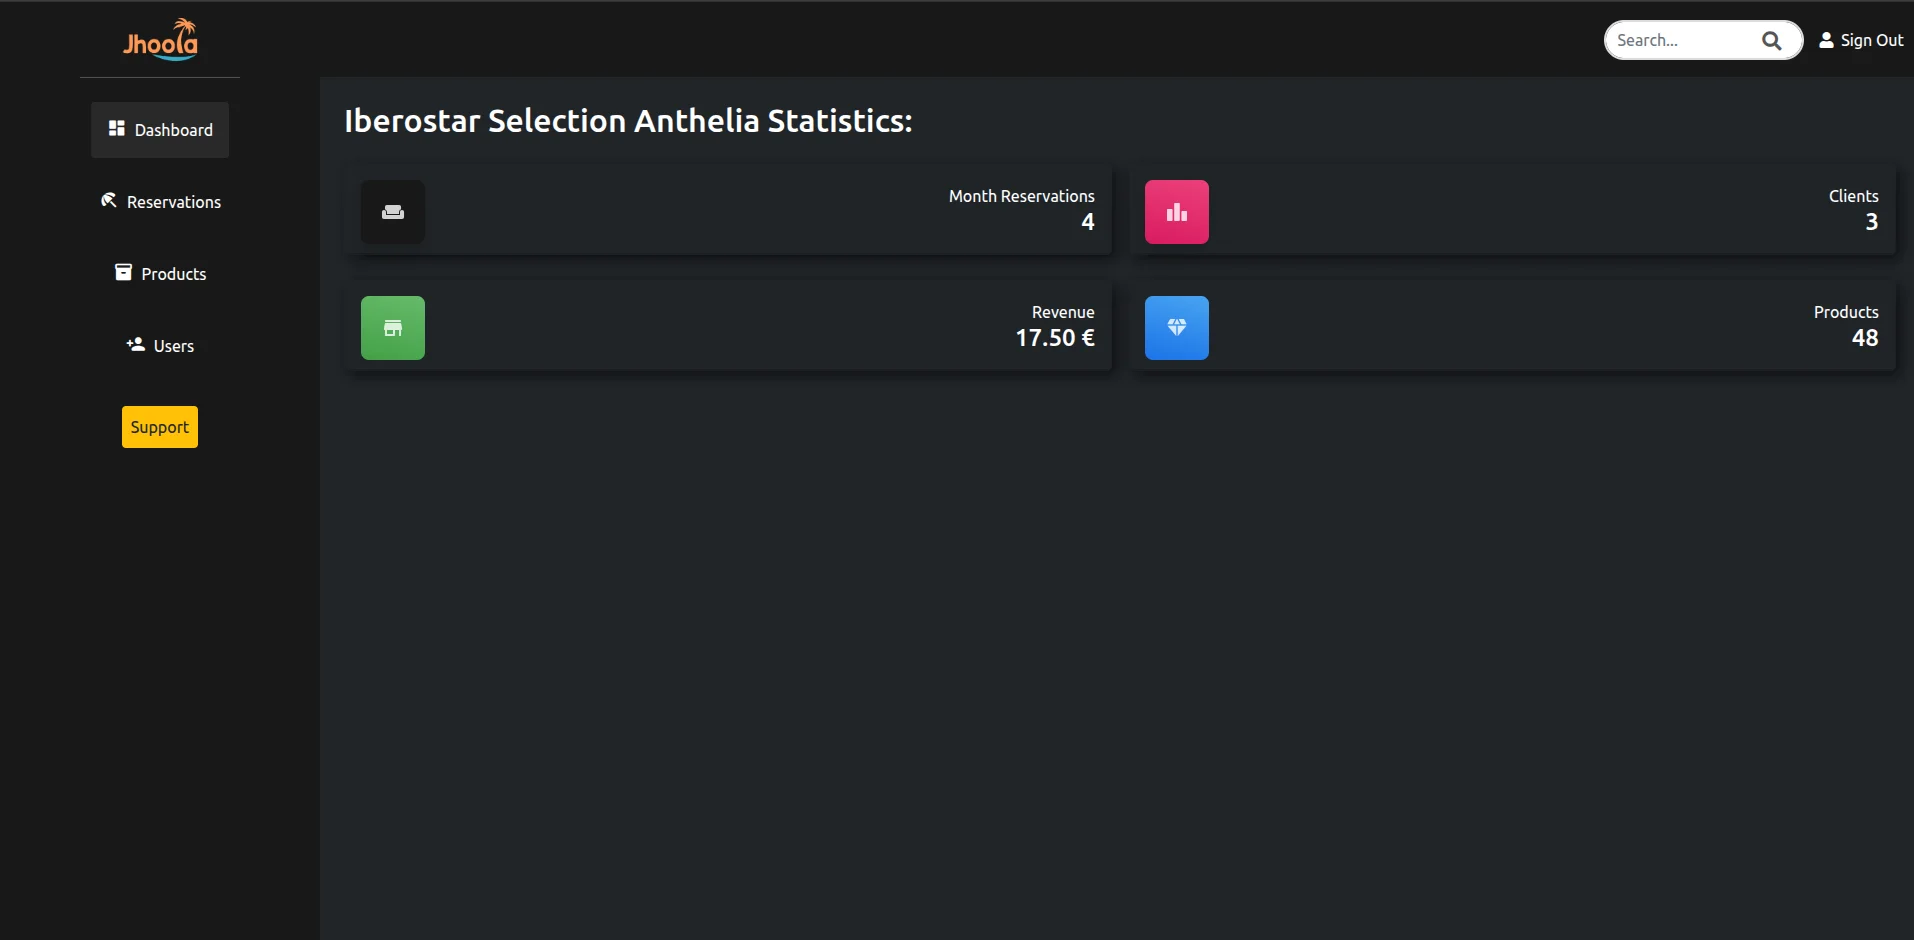 Jhoola
Search...
Sign Out
Dashboard
Reservations
Products
Users
Support
Iberostar Selection Anthelia Statistics:
Month Reservations
4
Clients
3
Revenue
17.50 €
Products
48